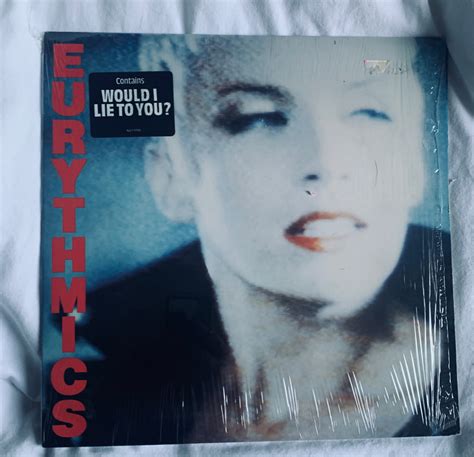 EURYTHMICS
Contains
WOULD I
LIE TO YOU?